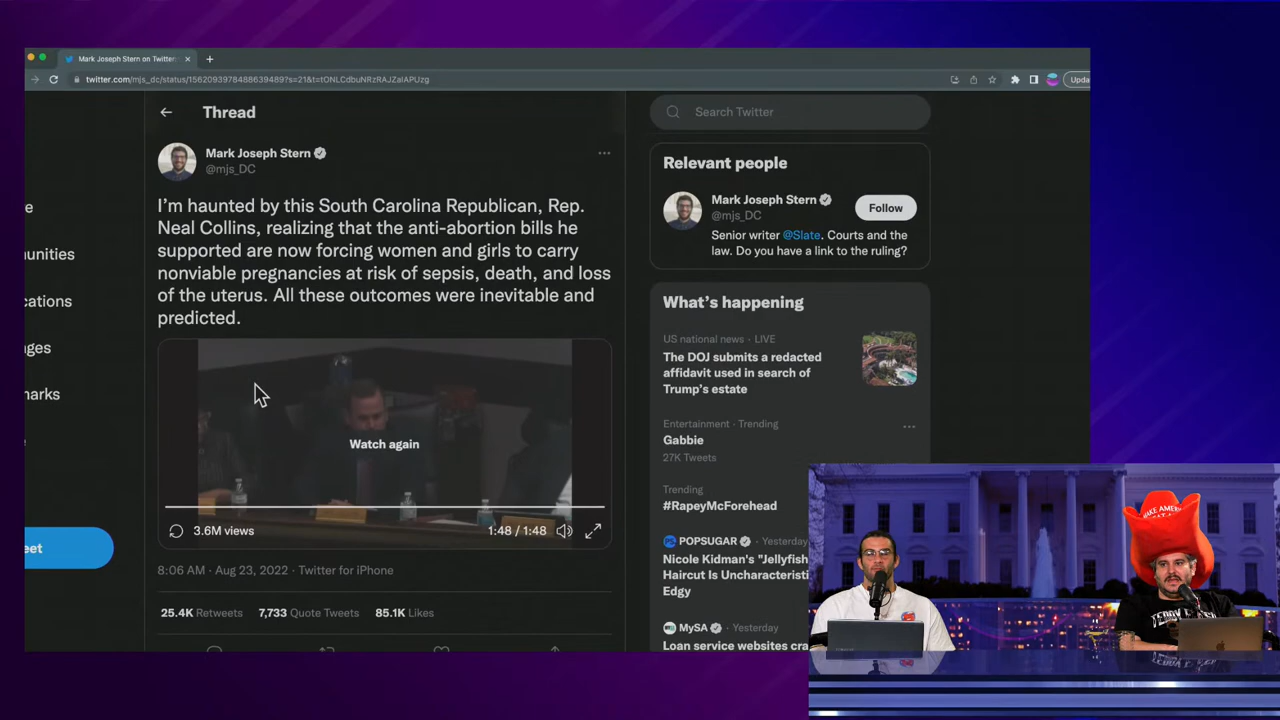 Mark Joseph Stern on Twitter:
twitter.com/mjs_dc/status/1562093978488639489?s=21&t=tONLCdbuNRzRAJZalAPUzg
Upda
Thread
Search Twitter
Mark Joseph Stern
@mjs_DC
I'm haunted by this South Carolina Republican, Rep.
Neal Collins, realizing that the anti-abortion bills he
supported are now forcing women and girls to carry
nonviable pregnancies at risk of sepsis, death, and loss
of the uterus. All these outcomes were inevitable and
predicted.
Watch again
3.6M views
1:48 / 1:48
8:06 AM · Aug 23, 2022 · Twitter for iPhone
25.4K Retweets 7,733 Quote Tweets 85.1K Likes
e
unities
cations
ges
arks
eet
Relevant people
Mark Joseph Stern
@mjs_DC
Follow
Senior writer @Slate. Courts and the
law. Do you have a link to the ruling?
What's happening
US national news · LIVE
The DOJ submits a redacted
affidavit used in search of
Trump's estate
Entertainment · Trending
Gabbie
27K Tweets
Trending
#RapeyMcForehead
POPSUGAR · Yesterday
Nicole Kidman's "Jellyfish
Haircut Is Uncharacteristi
Edgy
MySA · Yesterday
Loan service websites cra
MAKE AMERICA
GREAT
TEDDY FRESH